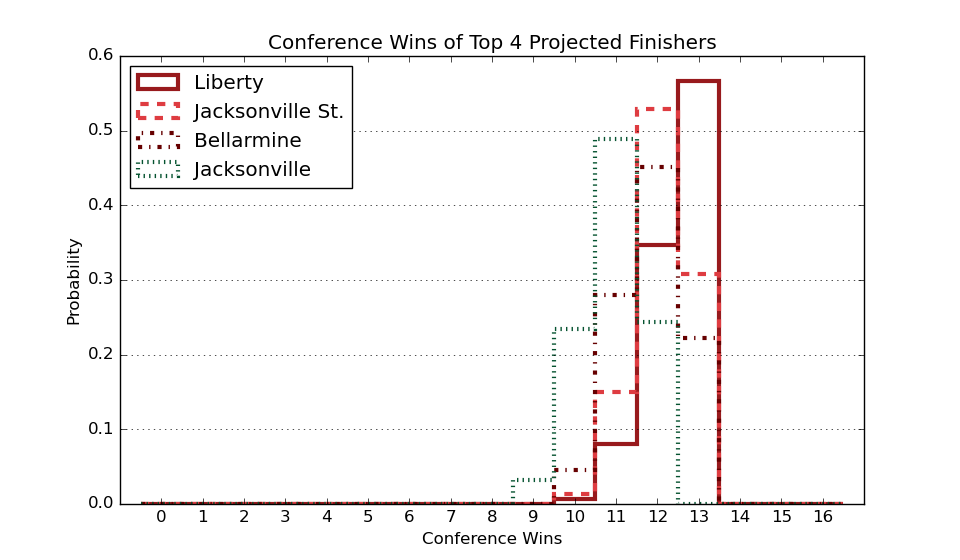 Conference Wins of Top 4 Projected Finishers
0.6
0.5
0.4
0.3
0.2
0.1
0.0
Probability
Liberty
Jacksonville St.
Bellarmine
Jacksonville
0 1 2 3 4 5 6 7 8 9 10 11 12 13 14 15 16
Conference Wins